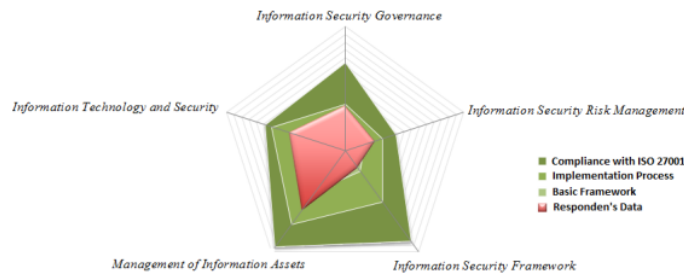 Information Security Governance
Information Technology and Security
Information Security Risk Management
Compliance with ISO 27001
Implementation Process
Basic Framework
Responden's Data
Management of Information Assets
Information Security Framework